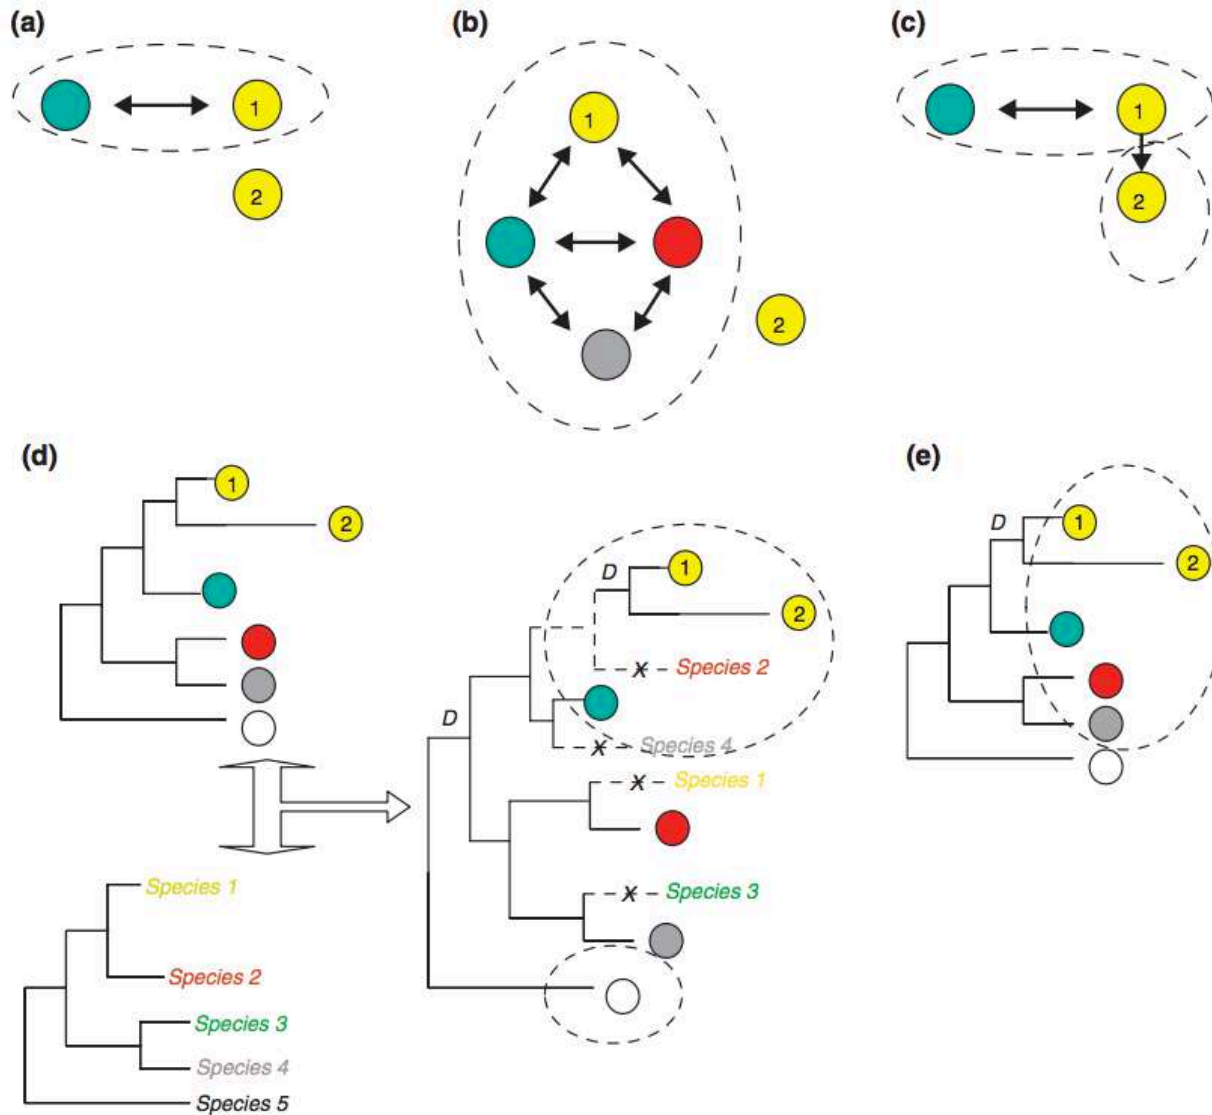 (a)
1
2
(b)
1
2
(c)
1
2
(d)
1
2
D
1
2
X Species 2
D
X Species 4
X Species 1
X Species 3
Species 1
Species 2
Species 3
Species 4
Species 5
(e)
D
1
2